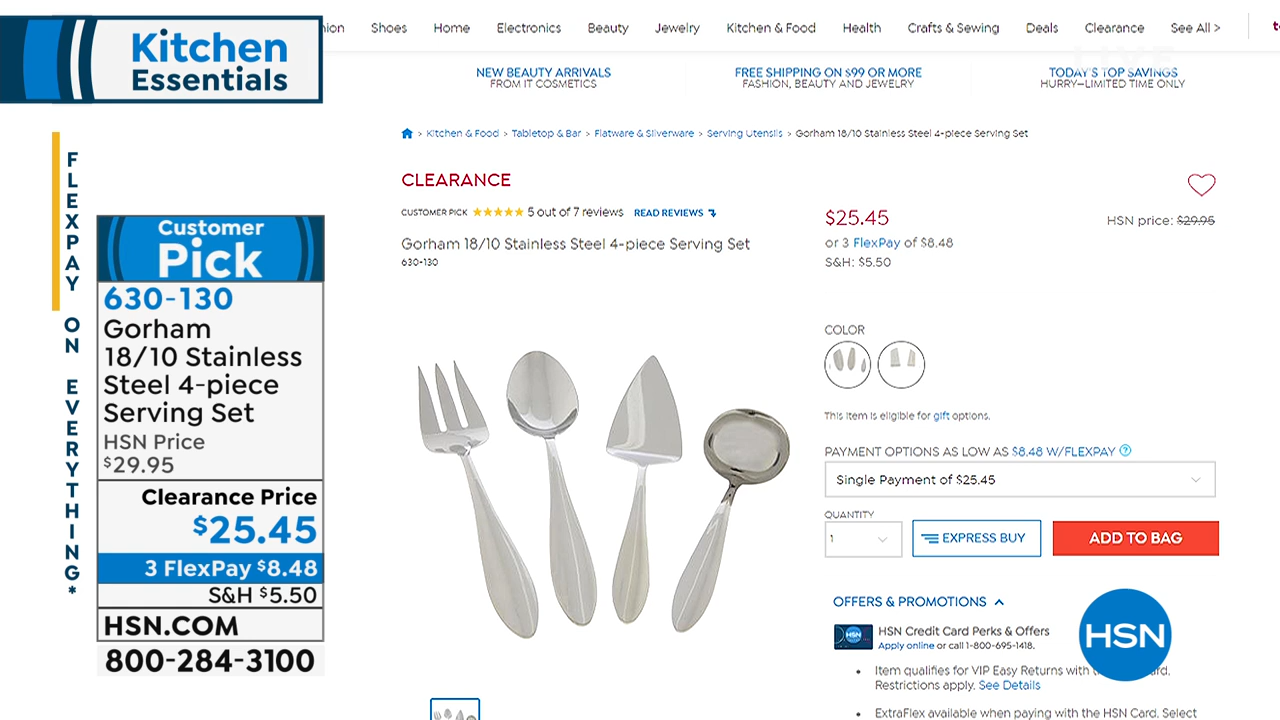 Kitchen
Essentials
Shoes
Home
Electronics
Beauty
Jewelry
Kitchen & Food
Health
Crafts & Sewing
Deals
Clearance
See All >
LIVE
NEW BEAUTY ARRIVALS
FROM IT COSMETICS
FREE SHIPPING ON $99 OR MORE
FASHION, BEAUTY AND JEWELRY
TODAY'S TOP SAVINGS
HURRY—LIMITED TIME ONLY
> Kitchen & Food > Tabletop & Bar > Flatware & Silverware > Serving Utensils > Gorham 18/10 Stainless Steel 4-piece Serving Set
FLEXPAY ON EVERYTHING*
Customer
Pick
630-130
Gorham
18/10 Stainless
Steel 4-piece
Serving Set
HSN Price
$29.95
Clearance Price
$25.45
3 FlexPay $8.48
S&H $5.50
HSN.COM
800-284-3100
CLEARANCE
CUSTOMER PICK 5 out of 7 reviews READ REVIEWS
Gorham 18/10 Stainless Steel 4-piece Serving Set
630-130
$25.45
HSN price: $29.95
or 3 FlexPay of $8.48
S&H: $5.50
COLOR
This item is eligible for gift options.
PAYMENT OPTIONS AS LOW AS $8.48 W/FLEXPAY ?
Single Payment of $25.45
QUANTITY
1
EXPRESS BUY
ADD TO BAG
OFFERS & PROMOTIONS
HSN
HSN Credit Card Perks & Offers
Apply online or call 1-800-695-1418.
• Item qualifies for VIP Easy Returns with
Restrictions apply. See Details
• ExtraFlex available when paying with the HSN Card. Select
HSN